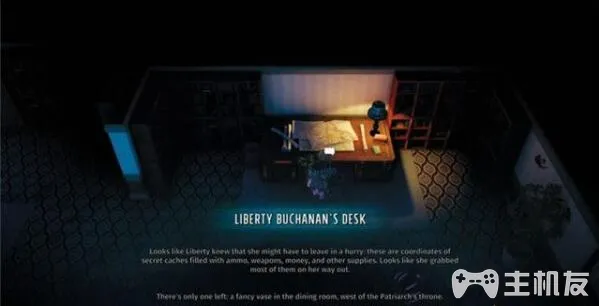 LIBERTY BUCHANAN'S DESK
Looks like Liberty knew that she might have to leave in a hurry: these are coordinates of
secret caches filled with ammo, weapons, money, and other supplies. Looks like she grabbed
most of them on her way out.
There's only one left: a fancy vase in the dining room, west of the Patriarch's throne.
主机友